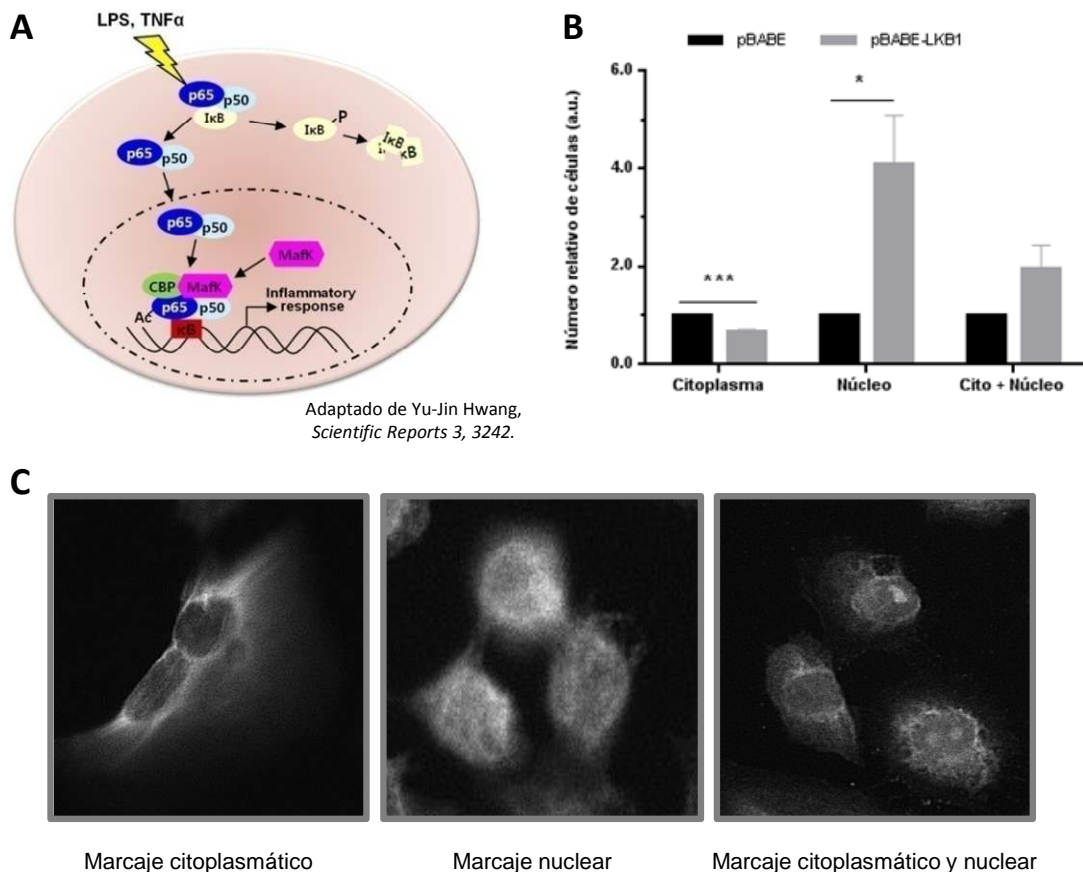 A
LPS, TNFα
p65
p50
IκB
IκB
P
IκB
κB
p65
p50
p65
p50
MafK
CBP
MafK
p65
p50
Ac
κB
Inflammatory
response
Adaptado de Yu-Jin Hwang,
Scientific Reports 3, 3242.
B
pBABE
pBABE-LKB1
Número relativo de células (a.u.)
6.0
4.0
2.0
0.0
***
*
Citoplasma
Núcleo
Cito + Núcleo
C
Marcaje citoplasmático
Marcaje nuclear
Marcaje citoplasmático y nuclear